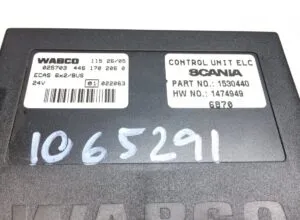 WABCO 115 26/05
025703 446 170 206 0
ECAS 6x2/BUS
24V 01 022063
CONTROL UNIT ELC
SCANIA
PART NO.: 1530440
HW NO.: 1474949
6870
1065291
WABCO